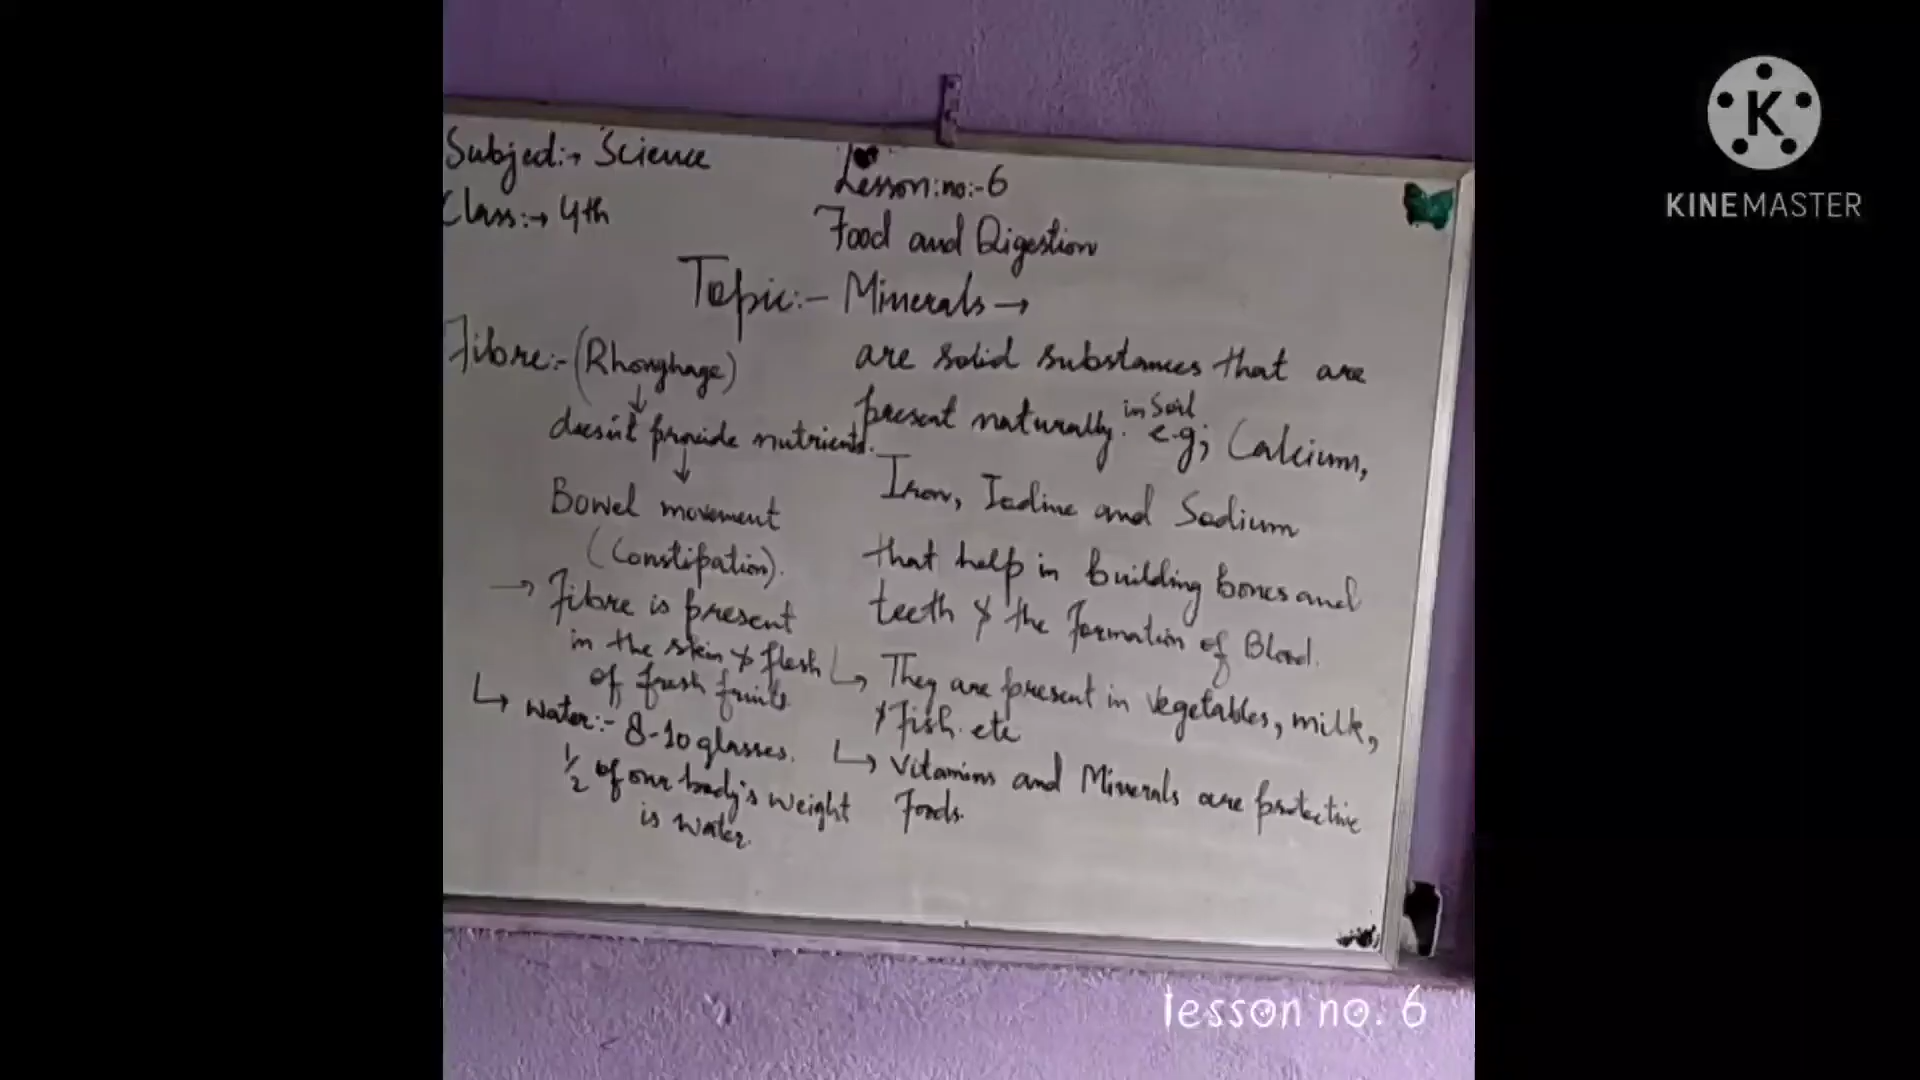 Subject:→ Science
Class:→ 4th
Lesson:no:-6
Food and Digestion
Topic:- Minerals →
are solid substances that are
present naturally. in soil e.g; Calcium,
Iron, Iodine and Sodium
that help in building bones and
teeth & the Formation of Blood.
↳ They are present in vegetables, milk,
& Fish. etc
↳ Vitamins and Minerals are protective
Foods.
Fibre:- (Rhoughage)
↓
doesn't provide nutrients.
↓
Bowel movement
(Constipation).
→ Fibre is present
in the skin & flesh
of fresh fruits
↳ water:- 8-10 glasses.
1/2 of our body's weight
is water.
K
KINEMASTER
lesson no. 6